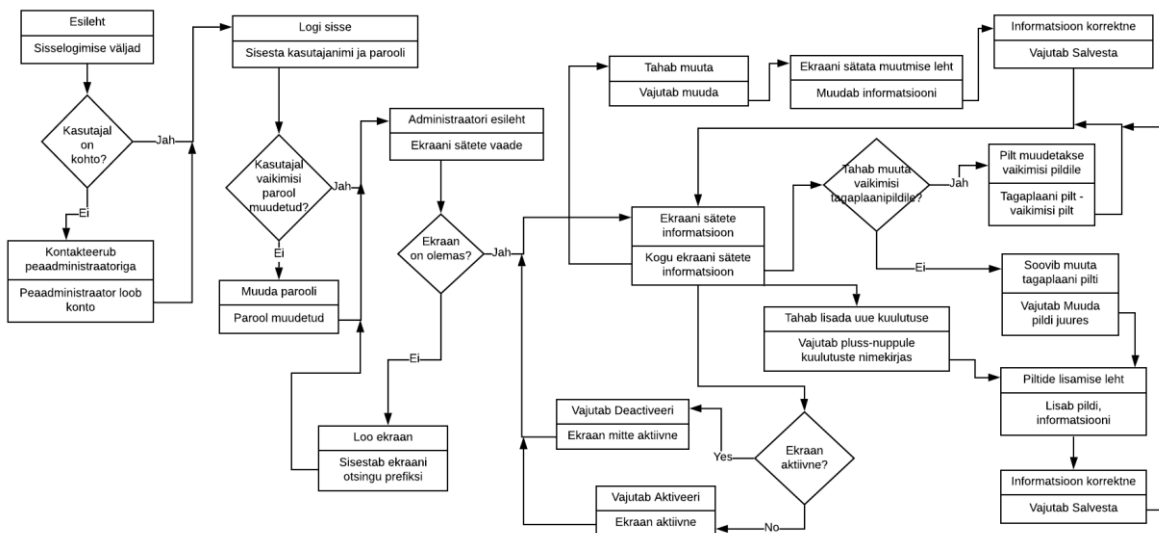 Esileht
Sisselogimise väljad
Kasutajal
on
kohto?
Jah
Ei
Kontakteerub
peaadministraatoriga
Peaadministraator loob
konto
Logi sisse
Sisesta kasutajanimi ja parooli
Kasutajal
vaikimisi
parool
muudetud?
Jah
Ei
Muuda parooli
Parool muudetud
Administraatori esileht
Ekraani sätete vaade
Ekraan
on olemas?
Jah
Ei
Loo ekraan
Sisestab ekraani
otsingu prefiksi
Tahab muuta
Vajutab muuda
Ekraani sätata muutmise leht
Muudab informatsiooni
Informatsioon korrektne
Vajutab Salvesta
Ekraani sätete
informatsioon
Kogu ekraani sätete
informatsioon
Tahab muuta
vaikimisi
tagaplaanipildile?
Jah
Pilt muudetakse
vaikimisi pildile
Tagaplaani pilt -
vaikimisi pilt
Ei
Soovib muuta
tagaplaani pilti
Vajutab Muuda
pildi juures
Tahab lisada uue kuulutuse
Vajutab pluss-nuppule
kuulutuste nimekirjas
Piltide lisamise leht
Lisab pildi,
informatsiooni
Informatsioon korrektne
Vajutab Salvesta
Ekraan
aktiivne?
Yes
Vajutab Deactiveeri
Ekraan mitte aktiivne
No
Vajutab Aktiveeri
Ekraan aktiivne